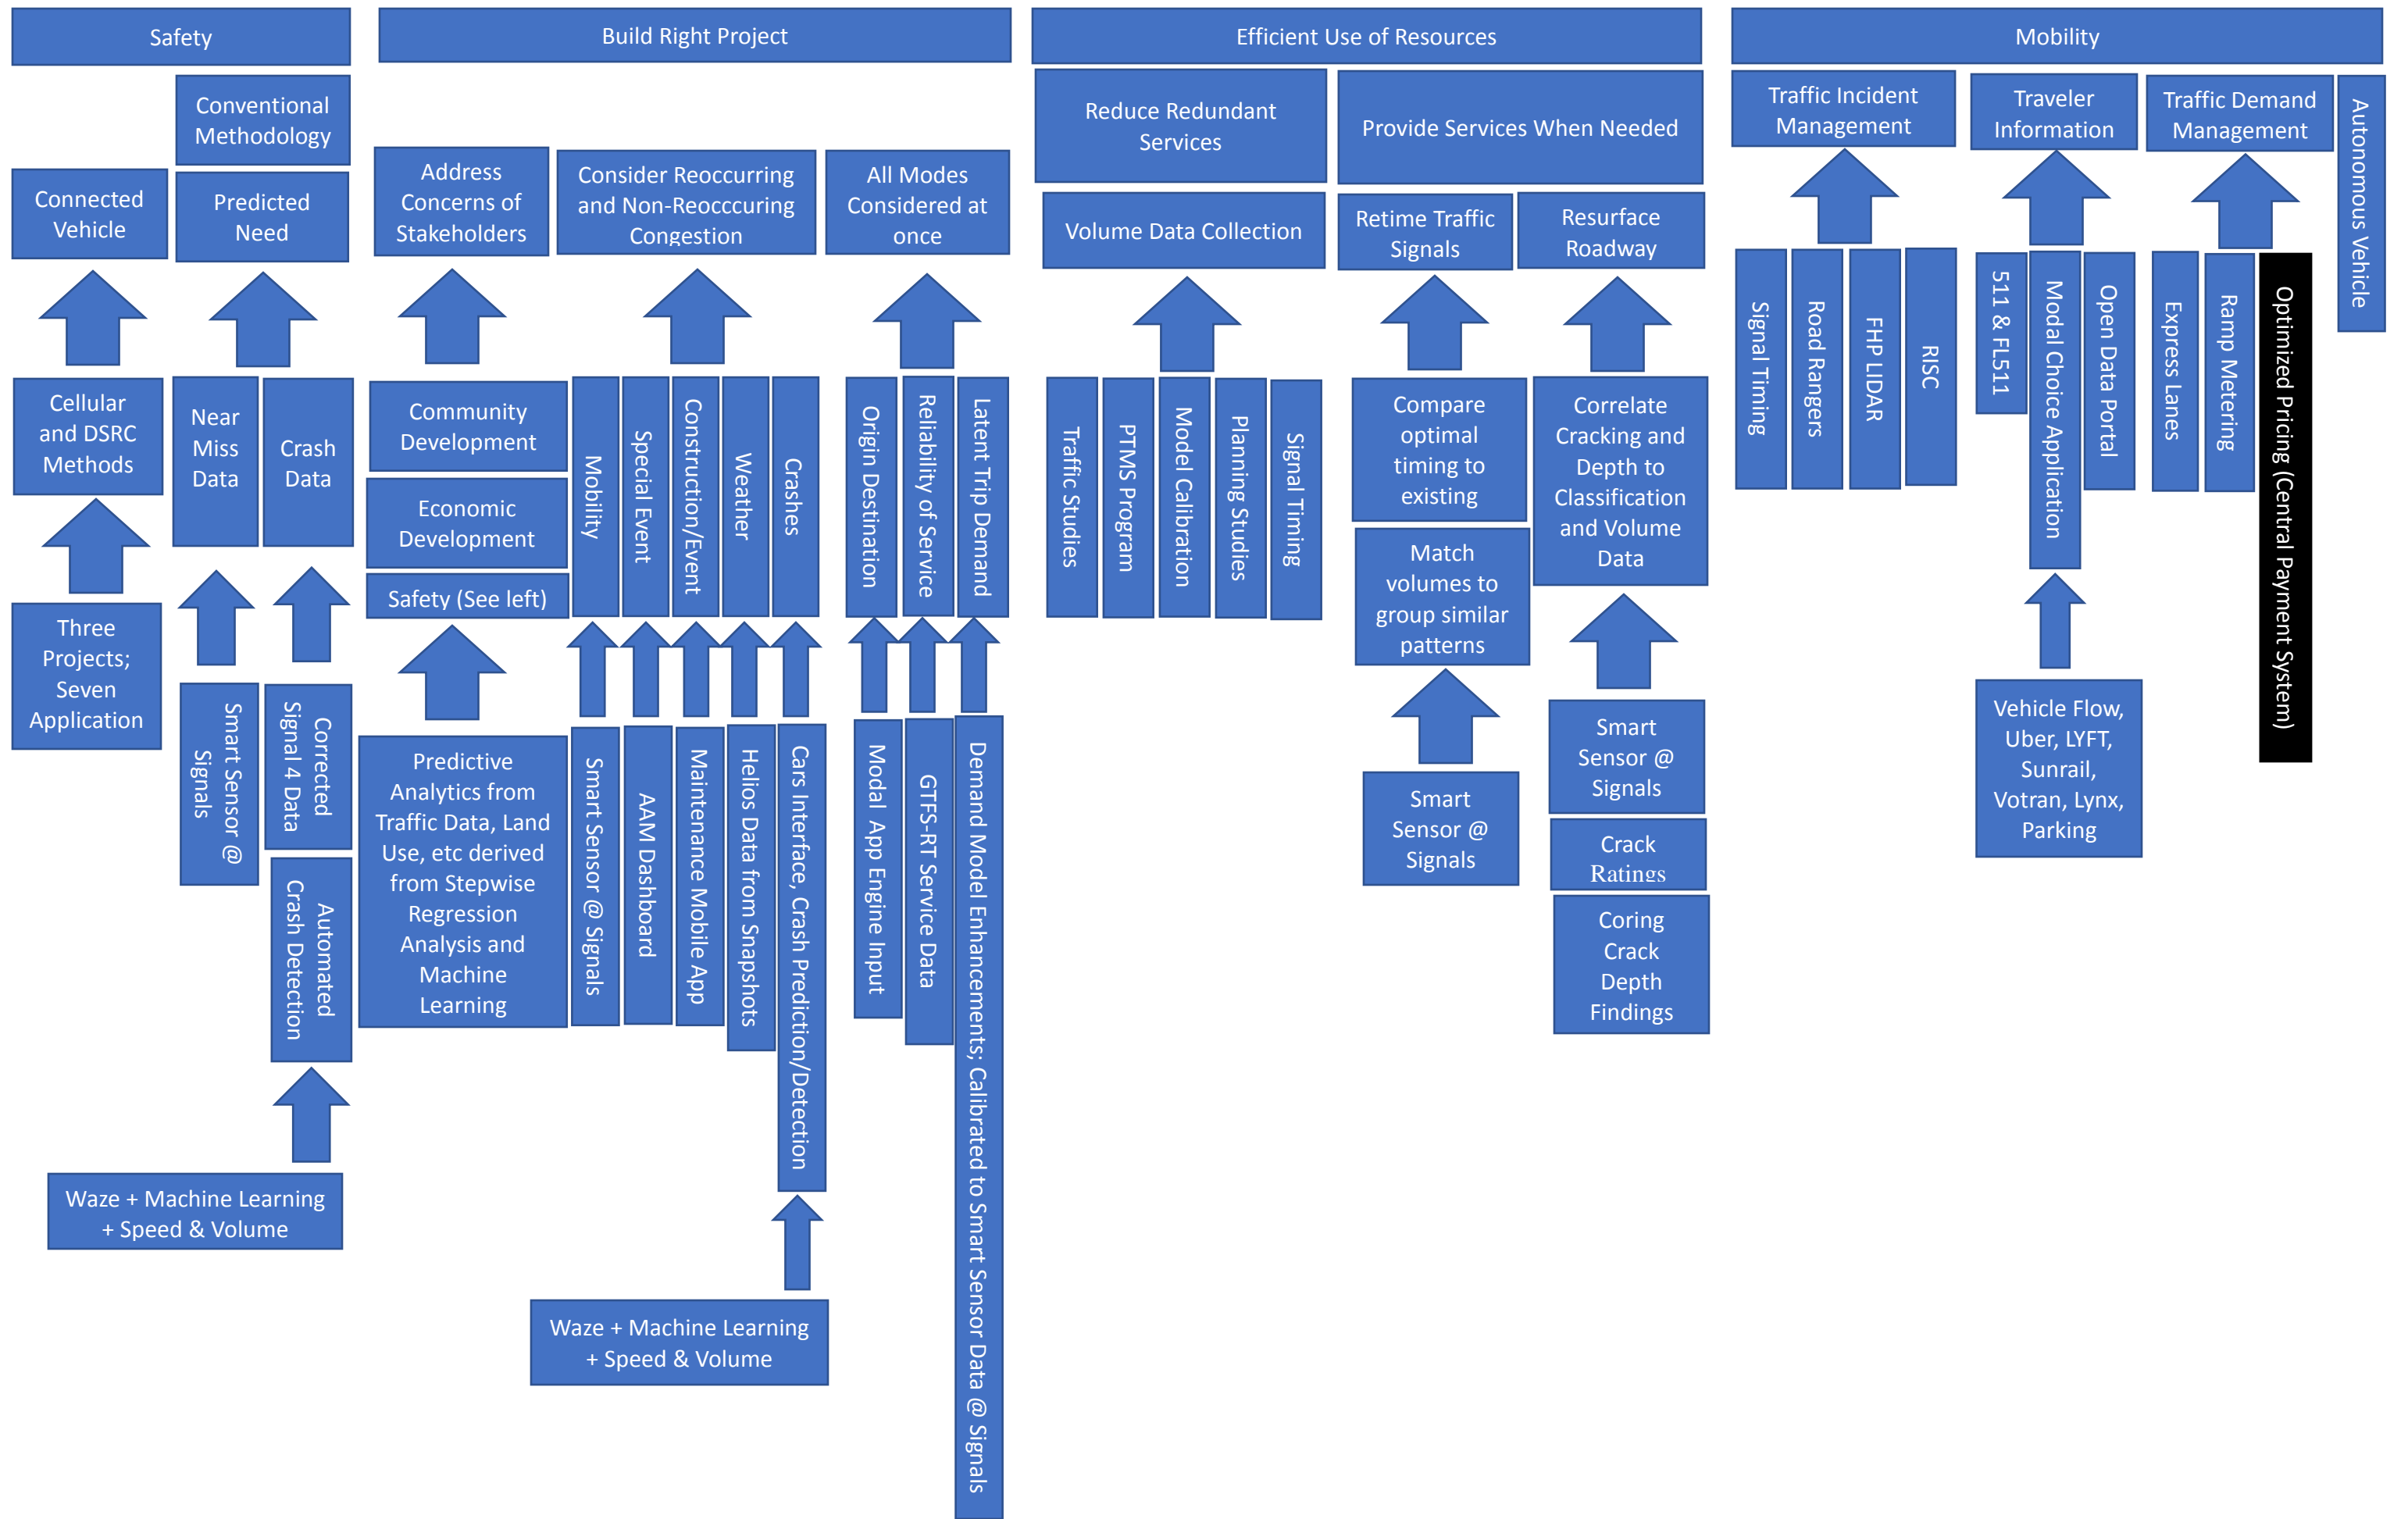 Safety
Build Right Project
Efficient Use of Resources
Mobility
Conventional
Methodology
Connected
Vehicle
Predicted
Need
Cellular
and DSRC
Methods
Near
Miss
Data
Crash
Data
Three
Projects;
Seven
Application
Smart Sensor @
Signals
Corrected
Signal 4 Data
Automated
Crash Detection
Waze + Machine Learning
+ Speed & Volume
Address
Concerns of
Stakeholders
Consider Reoccurring
and Non-Reocccuring
Congestion
All Modes
Considered at
once
Community
Development
Economic
Development
Safety (See left)
Mobility
Special Event
Construction/Event
Weather
Crashes
Origin Destination
Reliability of Service
Latent Trip Demand
Predictive
Analytics from
Traffic Data, Land
Use, etc derived
from Stepwise
Regression
Analysis and
Machine
Learning
Smart Sensor @ Signals
AAM Dashboard
Maintenance Mobile App
Helios Data from Snapshots
Cars Interface, Crash Prediction/Detection
Modal App Engine Input
GTFS-RT Service Data
Demand Model Enhancements; Calibrated to Smart Sensor Data @ Signals
Waze + Machine Learning
+ Speed & Volume
Reduce Redundant
Services
Provide Services When Needed
Volume Data Collection
Retime Traffic
Signals
Resurface
Roadway
Traffic Studies
PTMS Program
Model Calibration
Planning Studies
Signal Timing
Compare
optimal
timing to
existing
Match
volumes to
group similar
patterns
Smart
Sensor @
Signals
Correlate
Cracking and
Depth to
Classification
and Volume
Data
Smart
Sensor @
Signals
Crack
Ratings
Coring
Crack
Depth
Findings
Traffic Incident
Management
Traveler
Information
Traffic Demand
Management
Autonomous Vehicle
Signal Timing
Road Rangers
FHP LIDAR
RISC
511 & FL511
Modal Choice Application
Open Data Portal
Express Lanes
Ramp Metering
Optimized Pricing (Central Payment System)
Vehicle Flow,
Uber, LYFT,
Sunrail,
Votran, Lynx,
Parking